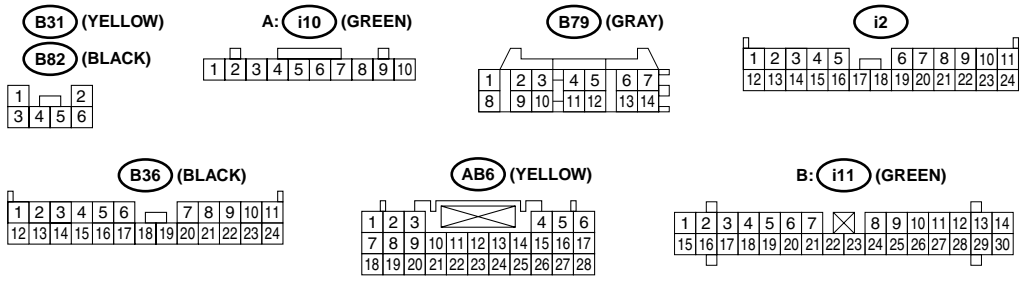 B31 (YELLOW)
B82 (BLACK)
1 2
3 4 5 6
A: i10 (GREEN)
1 2 3 4 5 6 7 8 9 10
B79 (GRAY)
1 2 3 4 5 6 7
8 9 10 11 12 13 14
i2
1 2 3 4 5 6 7 8 9 10 11
12 13 14 15 16 17 18 19 20 21 22 23 24
B36 (BLACK)
1 2 3 4 5 6 7 8 9 10 11
12 13 14 15 16 17 18 19 20 21 22 23 24
AB6 (YELLOW)
1 2 3 4 5 6
7 8 9 10 11 12 13 14 15 16 17
18 19 20 21 22 23 24 25 26 27 28
B: i11 (GREEN)
1 2 3 4 5 6 7 8 9 10 11 12 13 14
15 16 17 18 19 20 21 22 23 24 25 26 27 28 29 30